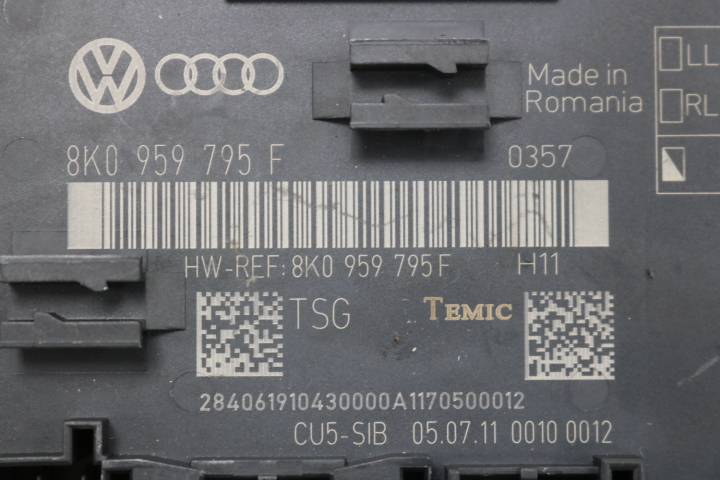 Made in
Romania
LL
RL
8K0 959 795 F 0357
HW-REF: 8K0 959 795 F H11
TSG TEMIC
284061910430000A1170500012
CU5-SIB 05.07.11 0010 0012